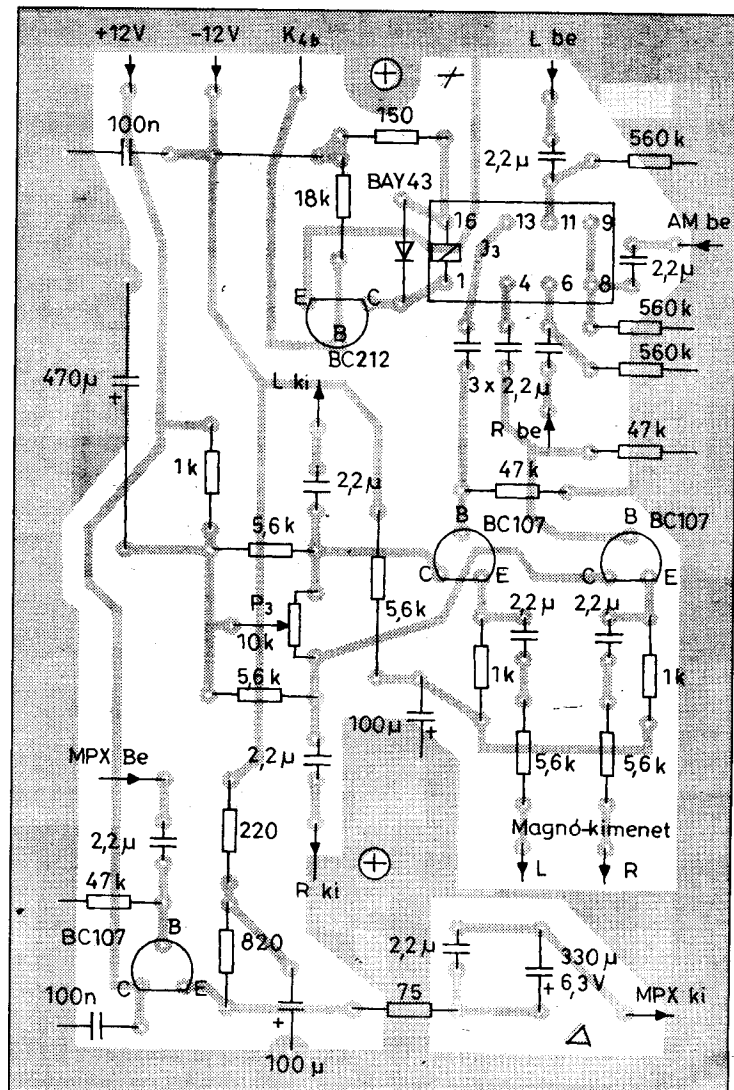 +12V -12V K4b L be
100n 150 2,2µ 560k
18k BAY43 16 13 11 9 AM be
J3 2,2µ
1 4 6 8
E C
B 560k
BC212 560k
470µ
+ L ki 3 x 2,2µ
R be 47k
1k 2,2µ 47k
B BC107 B BC107
5,6k
C E C E
P3 10k 5,6k 2,2µ 2,2µ
1k 1k
5,6k
100µ +
MPX Be 2,2µ 5,6k 5,6k
2,2µ 220 Magnó-kimenet
47k R ki L R
BC107 B 820 2,2µ 330µ
+ 6,3V
C E
100n 75 MPX ki
+
100µ